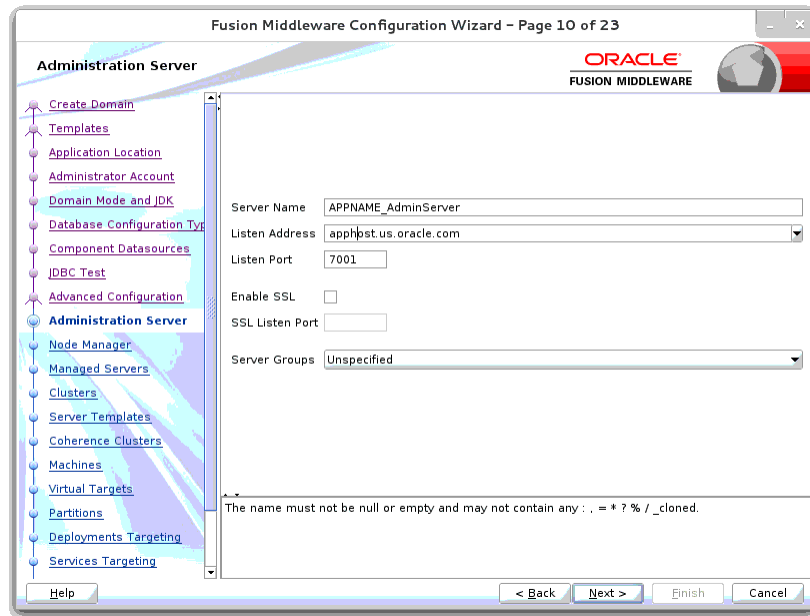 Fusion Middleware Configuration Wizard – Page 10 of 23
Administration Server
ORACLE
FUSION MIDDLEWARE
Create Domain
Templates
Application Location
Administrator Account
Domain Mode and JDK
Database Configuration Typ
Component Datasources
JDBC Test
Advanced Configuration
Administration Server
Node Manager
Managed Servers
Clusters
Server Templates
Coherence Clusters
Machines
Virtual Targets
Partitions
Deployments Targeting
Services Targeting
Server Name APPNAME_AdminServer
Listen Address apphost.us.oracle.com
Listen Port 7001
Enable SSL
SSL Listen Port
Server Groups Unspecified
The name must not be null or empty and may not contain any : , = * ? % / _cloned.
Help
< Back Next > Finish Cancel